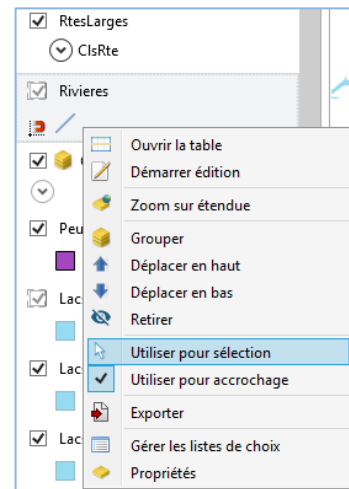 RtesLarges
ClsRte
Rivieres
Ouvrir la table
Démarrer édition
Zoom sur étendue
Grouper
Peu
Déplacer en haut
Déplacer en bas
Lac
Retirer
Utiliser pour sélection
Lac
Utiliser pour accrochage
Exporter
Lac
Gérer les listes de choix
Propriétés